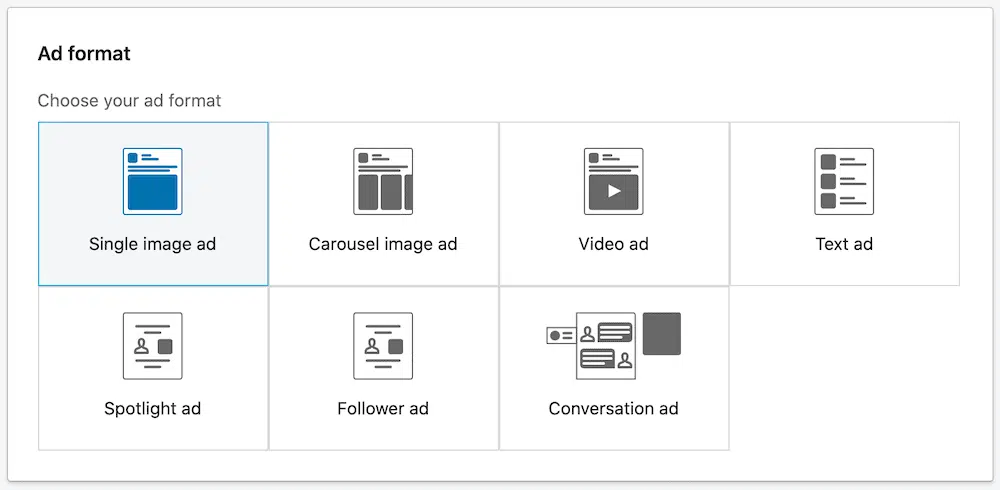 Ad format
Choose your ad format
Single image ad
Carousel image ad
Video ad
Text ad
Spotlight ad
Follower ad
Conversation ad